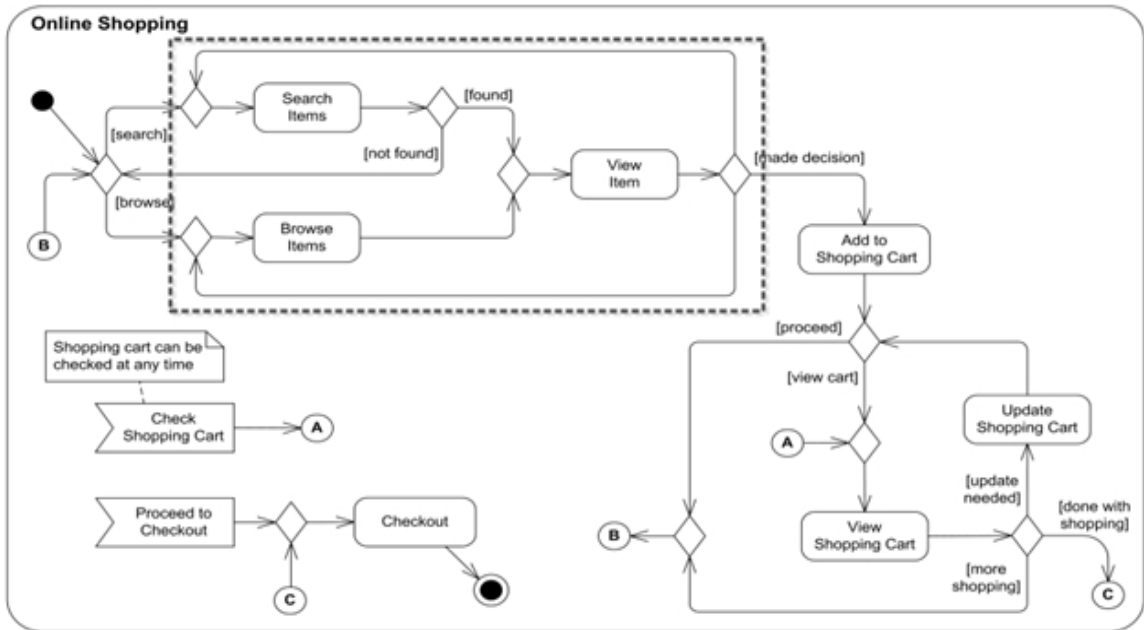 Online Shopping
[search]
Search
Items
[found]
[not found]
View
Item
[made decision]
B
[browse]
Browse
Items
Add to
Shopping Cart
[proceed]
[view cart]
Shopping cart can be
checked at any time
Check
Shopping Cart
A
A
Update
Shopping Cart
[update
needed]
[done with
shopping]
Proceed to
Checkout
Checkout
B
View
Shopping Cart
[more
shopping]
C
C